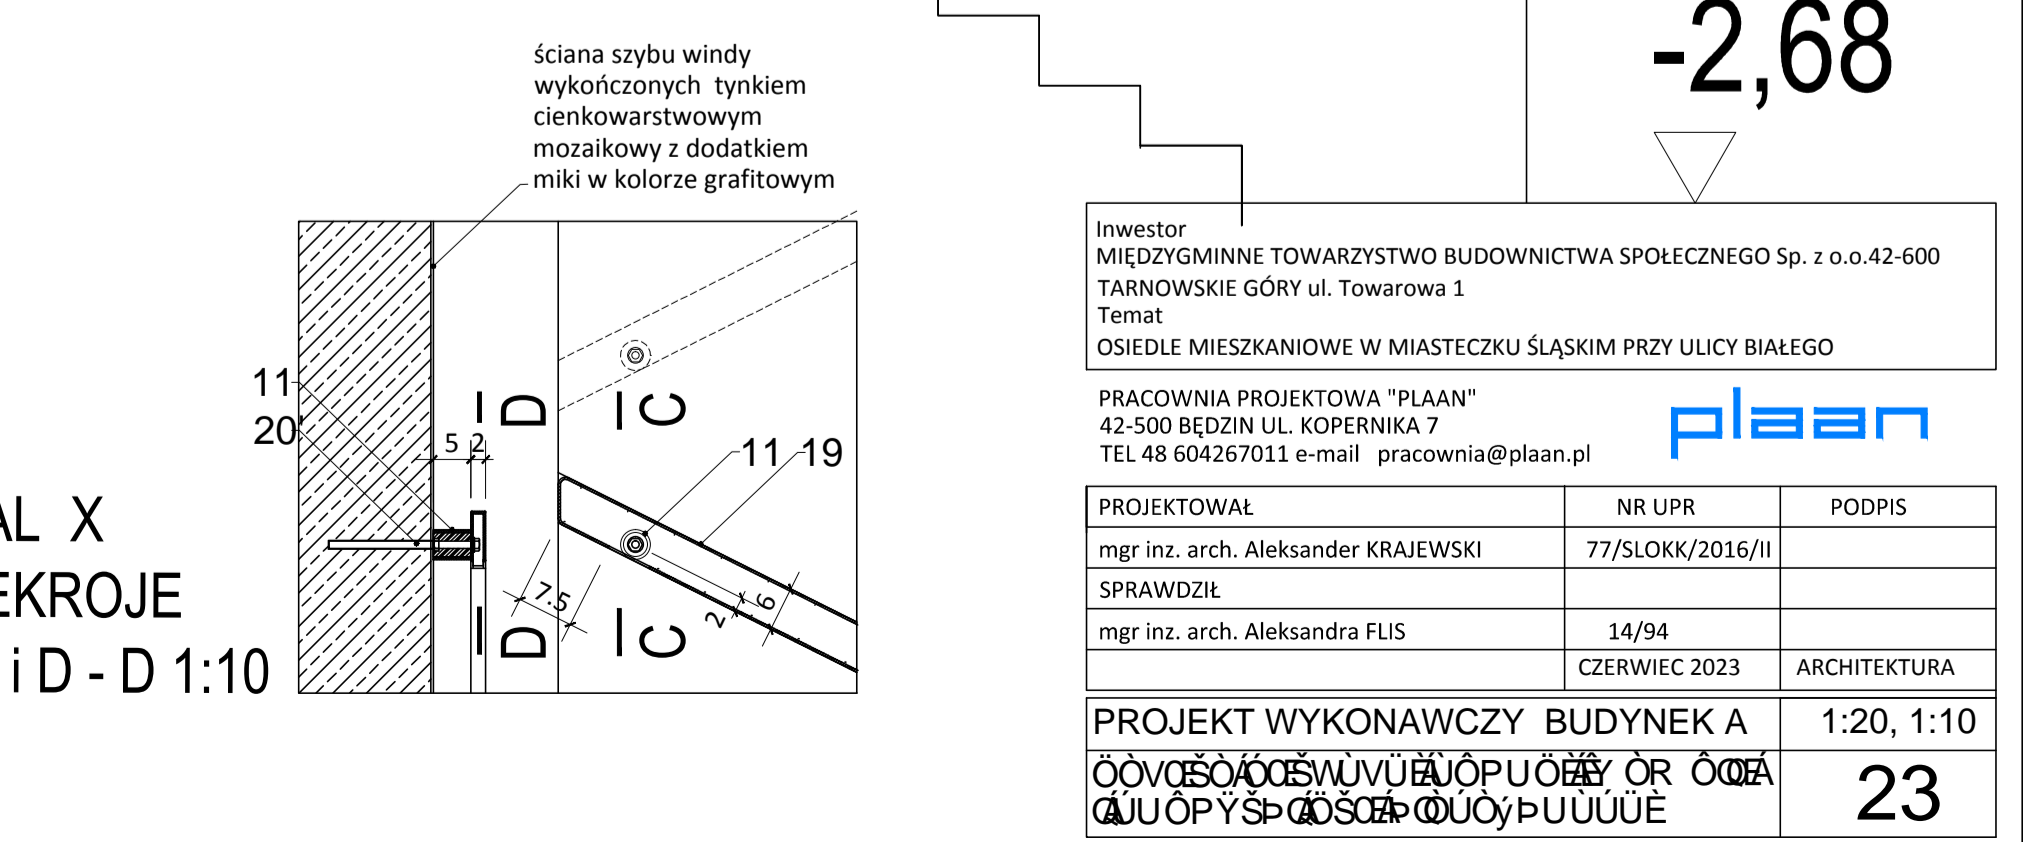 ściana szybu windy
wykończonych tynkiem
cienkowarstwowym
mozaikowy z dodatkiem
miki w kolorze grafitowym
-2,68
11
20
5 2
D C
11 19
7.5
2 6
D C
AL X
EKROJE
i D - D 1:10
Inwestor
MIĘDZYGMINNE TOWARZYSTWO BUDOWNICTWA SPOŁECZNEGO Sp. z o.o.42-600
TARNOWSKIE GÓRY ul. Towarowa 1
Temat
OSIEDLE MIESZKANIOWE W MIASTECZKU ŚLĄSKIM PRZY ULICY BIAŁEGO
PRACOWNIA PROJEKTOWA "PLAAN"
42-500 BĘDZIN UL. KOPERNIKA 7
TEL 48 604267011 e-mail pracownia@plaan.pl
plaan
PROJEKTOWAŁ NR UPR PODPIS
mgr inz. arch. Aleksander KRAJEWSKI 77/SLOKK/2016/II
SPRAWDZIŁ
mgr inz. arch. Aleksandra FLIS 14/94
CZERWIEC 2023 ARCHITEKTURA
PROJEKT WYKONAWCZY BUDYNEK A 1:20, 1:10
23